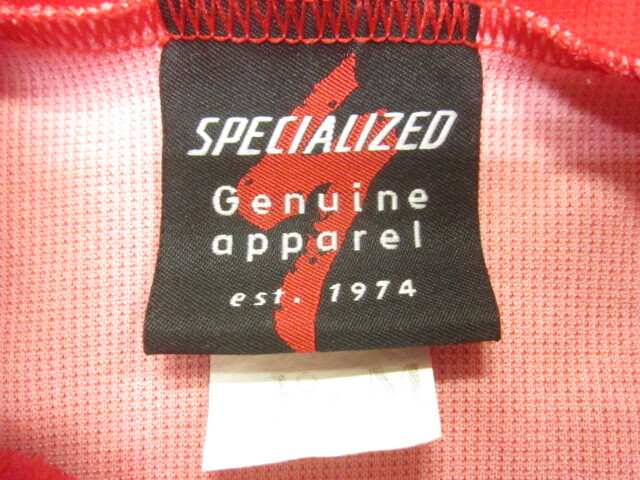 SPECIALIZED
Genuine
apparel
est. 1974
M